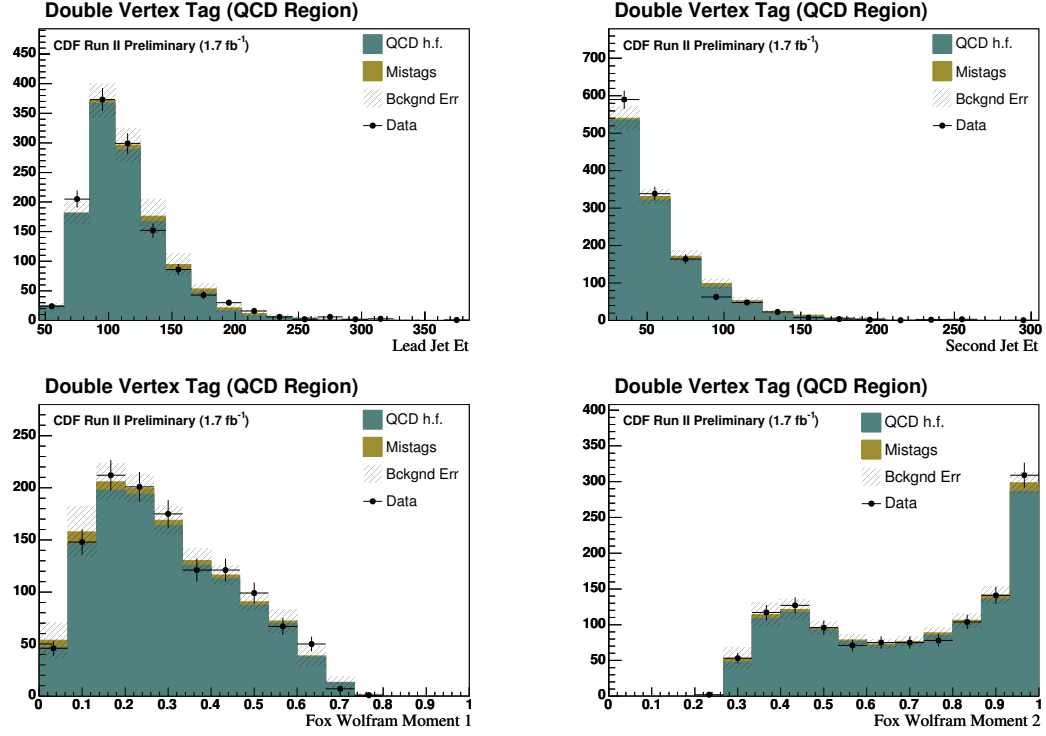 Double Vertex Tag (QCD Region)
CDF Run II Preliminary (1.7 fb⁻¹)
QCD h.f.
Mistags
Bckgnd Err
Data
450
400
350
300
250
200
150
100
50
0
50 100 150 200 250 300 350
Lead Jet Et
Double Vertex Tag (QCD Region)
CDF Run II Preliminary (1.7 fb⁻¹)
QCD h.f.
Mistags
Bckgnd Err
Data
700
600
500
400
300
200
100
0
50 100 150 200 250 300
Second Jet Et
Double Vertex Tag (QCD Region)
CDF Run II Preliminary (1.7 fb⁻¹)
QCD h.f.
Mistags
Bckgnd Err
Data
250
200
150
100
50
0
0 0.1 0.2 0.3 0.4 0.5 0.6 0.7 0.8 0.9 1
Fox Wolfram Moment 1
Double Vertex Tag (QCD Region)
CDF Run II Preliminary (1.7 fb⁻¹)
QCD h.f.
Mistags
Bckgnd Err
Data
400
350
300
250
200
150
100
50
0
0 0.1 0.2 0.3 0.4 0.5 0.6 0.7 0.8 0.9 1
Fox Wolfram Moment 2